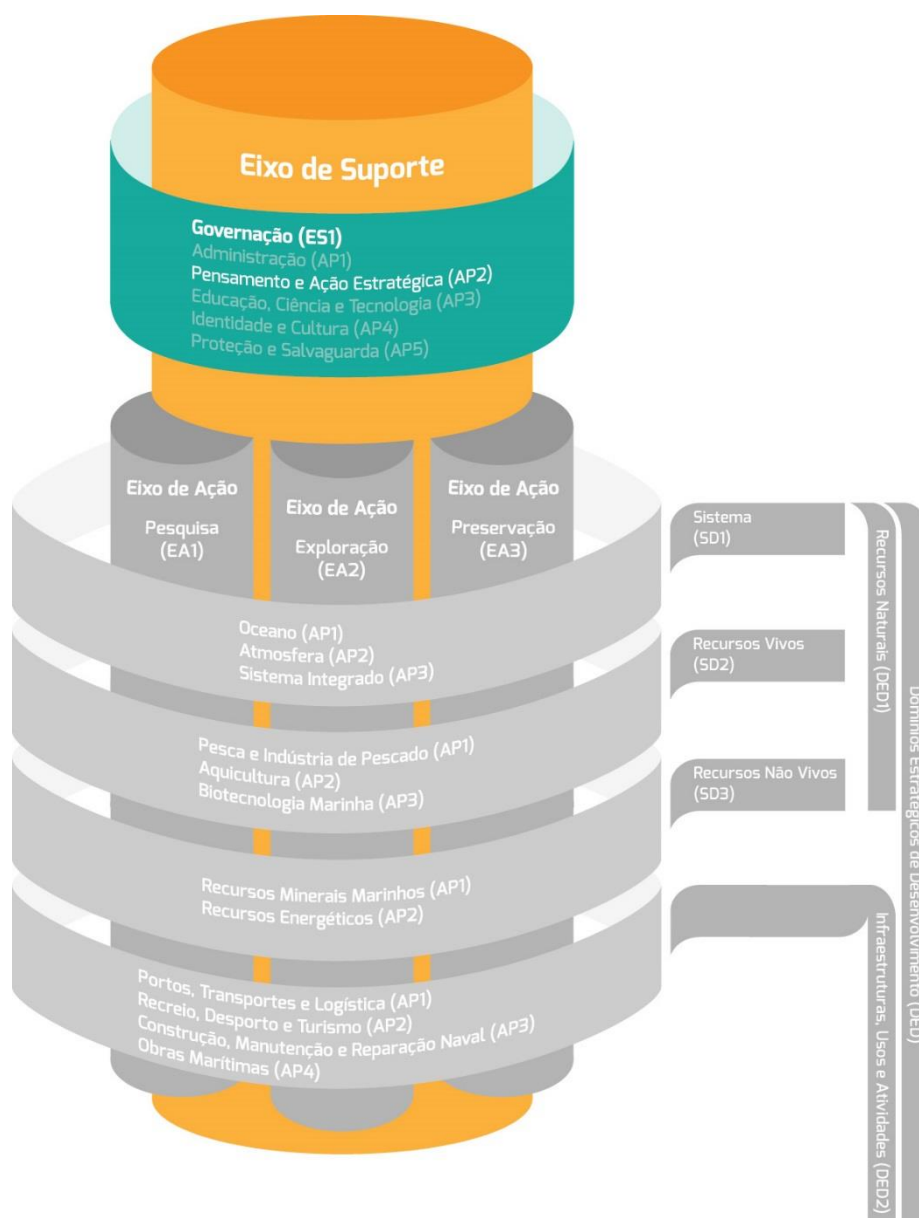 Eixo de Suporte
Governação (ES1)
Administração (AP1)
Pensamento e Ação Estratégica (AP2)
Educação, Ciência e Tecnologia (AP3)
Identidade e Cultura (AP4)
Proteção e Salvaguarda (AP5)
Eixo de Ação
Pesquisa
(EA1)
Eixo de Ação
Exploração
(EA2)
Eixo de Ação
Preservação
(EA3)
Oceano (AP1)
Atmosfera (AP2)
Sistema Integrado (AP3)
Pesca e Indústria de Pescado (AP1)
Aquicultura (AP2)
Biotecnologia Marinha (AP3)
Recursos Minerais Marinhos (AP1)
Recursos Energéticos (AP2)
Portos, Transportes e Logística (AP1)
Recreio, Desporto e Turismo (AP2)
Construção, Manutenção e Reparação Naval (AP3)
Obras Marítimas (AP4)
Sistema
(SD1)
Recursos Vivos
(SD2)
Recursos Não Vivos
(SD3)
Recursos Naturais (DED1)
Infraestruturas, Usos e Atividades (DED2)
Domínios Estratégicos de Desenvolvimento (DED)